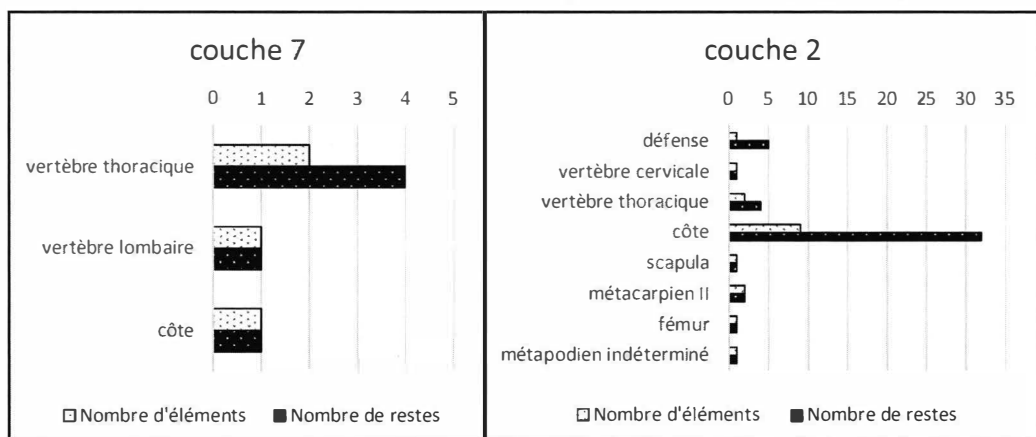 couche 7
0 1 2 3 4 5
vertèbre thoracique
vertèbre lombaire
côte
Nombre d'éléments Nombre de restes
couche 2
0 5 10 15 20 25 30 35
défense
vertèbre cervicale
vertèbre thoracique
côte
scapula
métacarpien II
fémur
métapodien indéterminé
Nombre d'éléments Nombre de restes